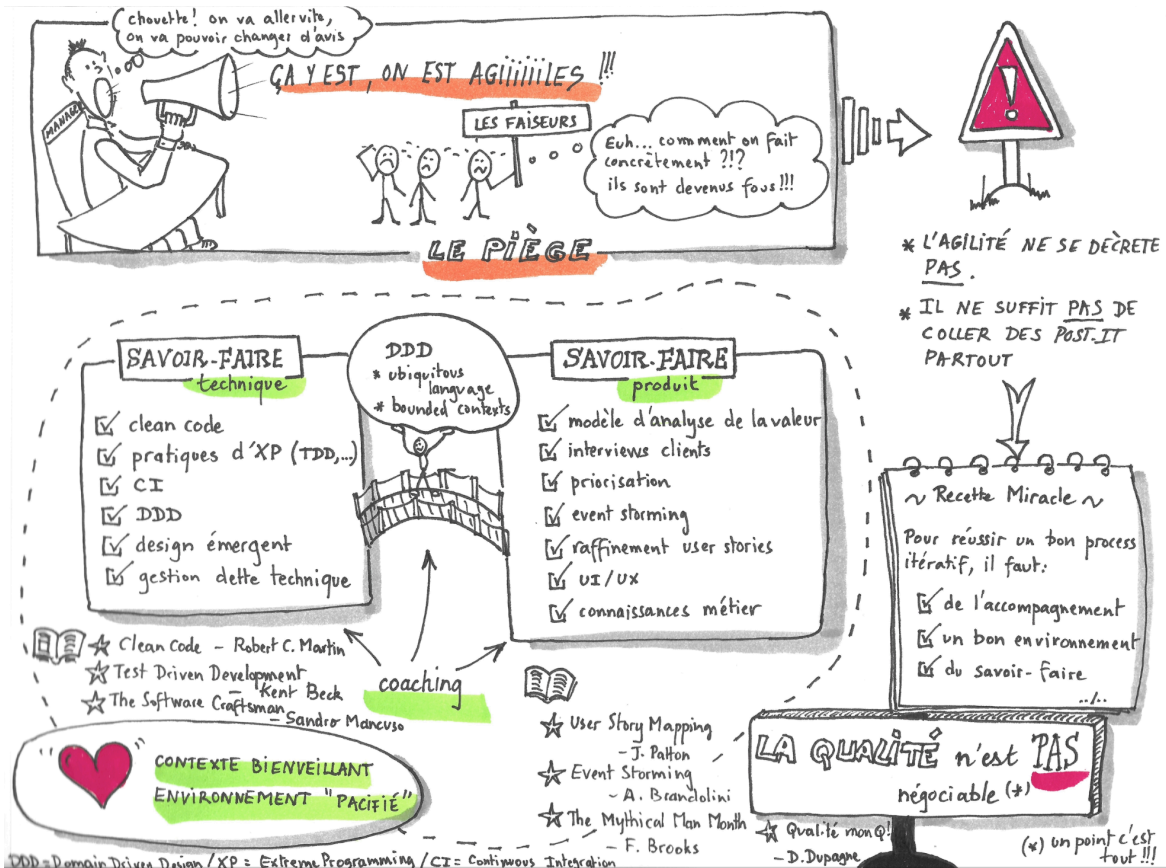 chouette! on va aller vite,
on va pouvoir changer d'avis
MANAGER
ÇA Y EST, ON EST AGiiiiiiLES !!!
LES FAISEURS
Euh... comment on fait
concrètement ?!?
ils sont devenus fous!!!
LE PIÈGE
!
* L'AGILITÉ NE SE DÈCRETE
PAS.
* IL NE SUFFIT PAS DE
COLLER DES POST-IT
PARTOUT
SAVOIR-FAIRE
technique
clean code
pratiques d'XP (TDD,...)
CI
DDD
design émergent
gestion dette technique
DDD
* ubiquitous
language
* bounded contexts
SAVOIR-FAIRE
produit
modèle d'analyse de la valeur
interviews clients
priorisation
event storming
raffinement user stories
UI/UX
connaissances métier
~ Recette Miracle ~
Pour réussir un bon process
itératif, il faut:
de l'accompagnement
un bon environnement
du savoir-faire
../..
Clean Code - Robert C. Martin
Test Driven Development
- Kent Beck
The Software Craftsman
- Sandro Mancuso
coaching
User Story Mapping
- J. Patton
Event Storming
- A. Brandolini
The Mythical Man Month
- F. Brooks
"CONTEXTE BIENVEILLANT
ENVIRONNEMENT "PACIFIÉ"
LA QUALITÉ n'est PAS
négociable (*)
Qualité mon Q!
- D. Dupagne
(*) un point c'est
tout !!!
DDD = Domain Driven Design / XP = Extreme Programming / CI = Continuous Integration